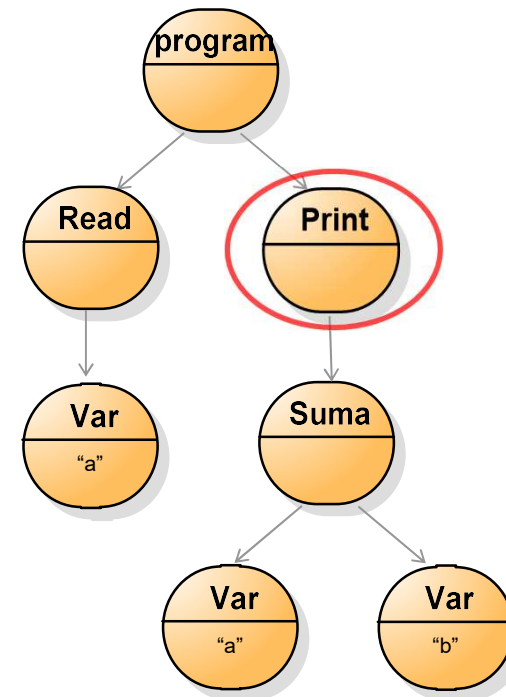 program
Read
Print
Var
“a”
Suma
Var
“a”
Var
“b”